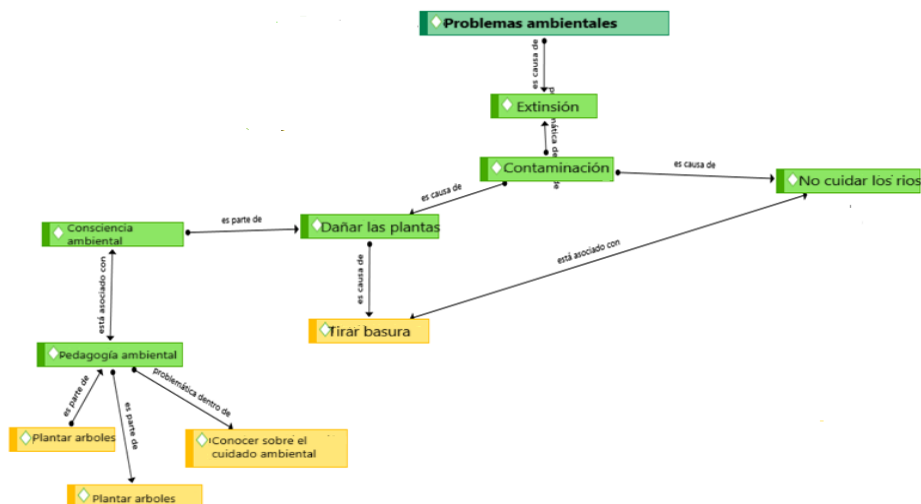 Problemas ambientales
es causa de
Extinsión
Contaminación
es causa de
No cuidar los rios
es causa de
Consciencia
ambiental
es parte de
Dañar las plantas
está asociado con
es causa de
está asociado con
Tirar basura
Pedagogía ambiental
es parte de
es parte de
problemática dentro de
Plantar arboles
Conocer sobre el
cuidado ambiental
Plantar arboles